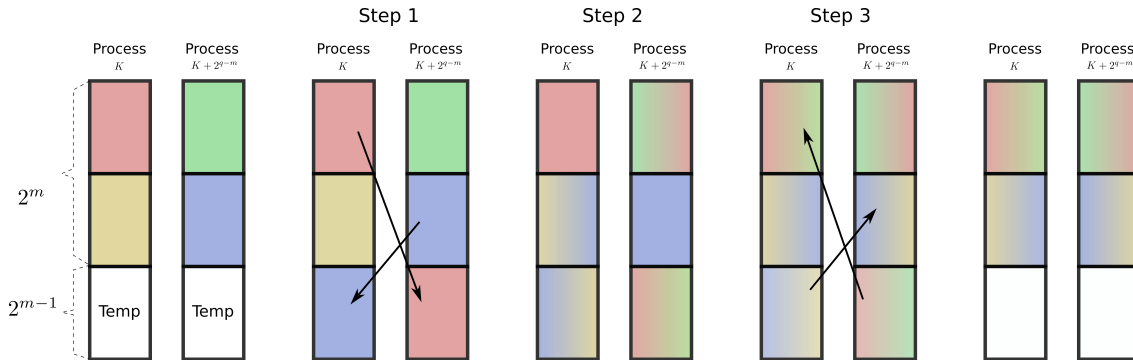 Step 1 Step 2 Step 3
Process Process Process Process Process Process Process Process Process Process
K K + 2^{q−m} K K + 2^{q−m} K K + 2^{q−m} K K + 2^{q−m} K K + 2^{q−m}
2^m
2^{m−1} Temp Temp